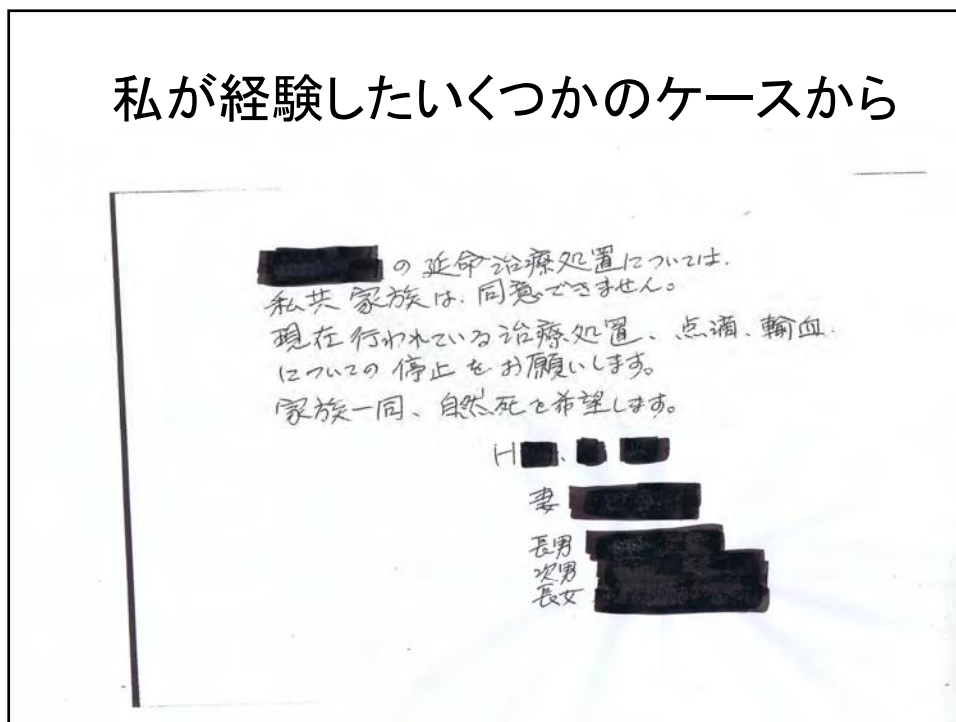 私が経験したいくつかのケースから
の延命治療処置については、
私共家族は、同意できません。
現在行われている治療処置、点滴、輸血
についての停止をお願いします。
家族一同、自然死を希望します。
H
妻
長男
次男
長女